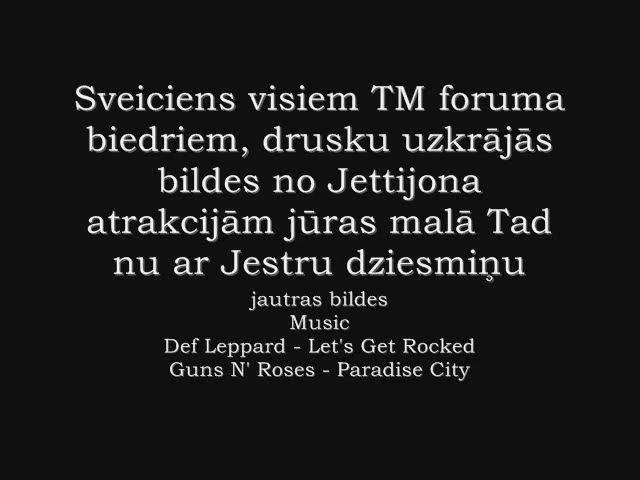 Sveiciens visiem TM foruma
biedriem, drusku uzkrājās
bildes no Jettijona
atrakcijām jūras malā Tad
nu ar Jestru dziesmiņu
jautras bildes
Music
Def Leppard - Let's Get Rocked
Guns N' Roses - Paradise City